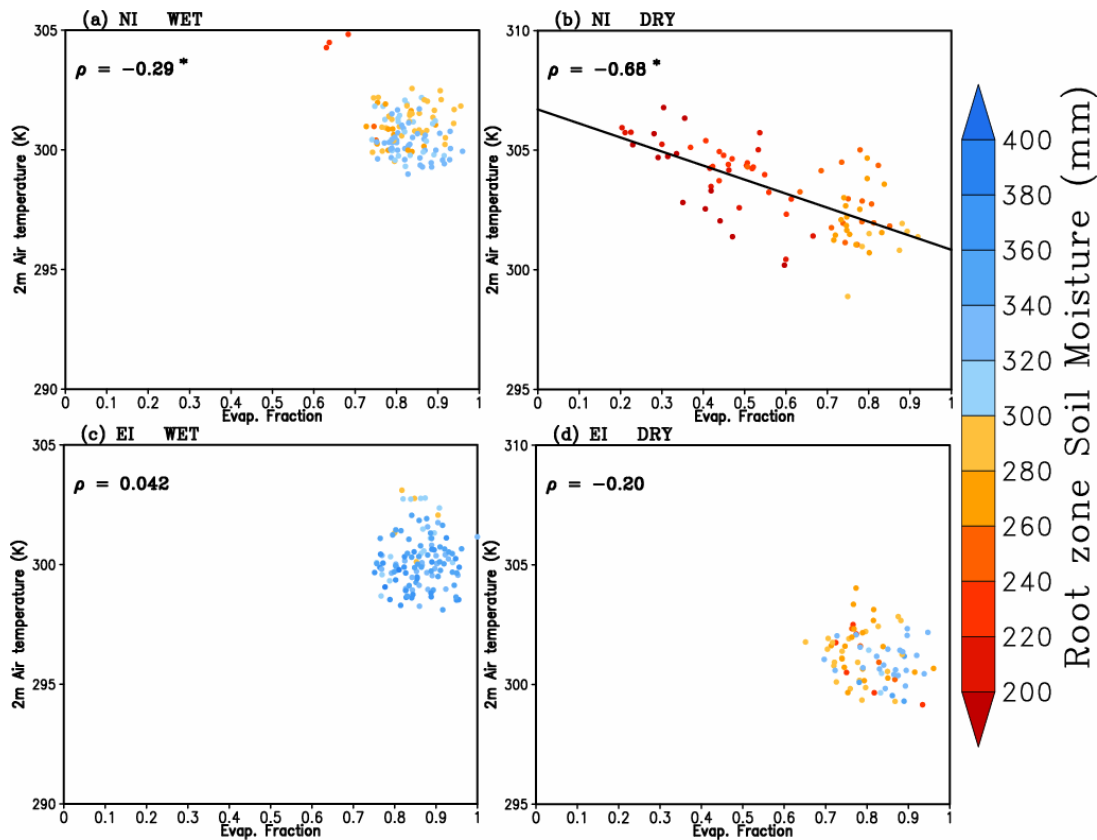 (a) NI WET
305
300
295
290
2m Air temperature (K)
ρ = −0.29 *
0 0.1 0.2 0.3 0.4 0.5 0.6 0.7 0.8 0.9 1
Evap. Fraction
(b) NI DRY
310
305
300
295
2m Air temperature (K)
ρ = −0.68 *
0 0.1 0.2 0.3 0.4 0.5 0.6 0.7 0.8 0.9 1
Evap. Fraction
(c) EI WET
305
300
295
290
2m Air temperature (K)
ρ = 0.042
0 0.1 0.2 0.3 0.4 0.5 0.6 0.7 0.8 0.9 1
Evap. Fraction
(d) EI DRY
310
305
300
295
2m Air temperature (K)
ρ = −0.20
0 0.1 0.2 0.3 0.4 0.5 0.6 0.7 0.8 0.9 1
Evap. Fraction
400
380
360
340
320
300
280
260
240
220
200
Root zone Soil Moisture (mm)